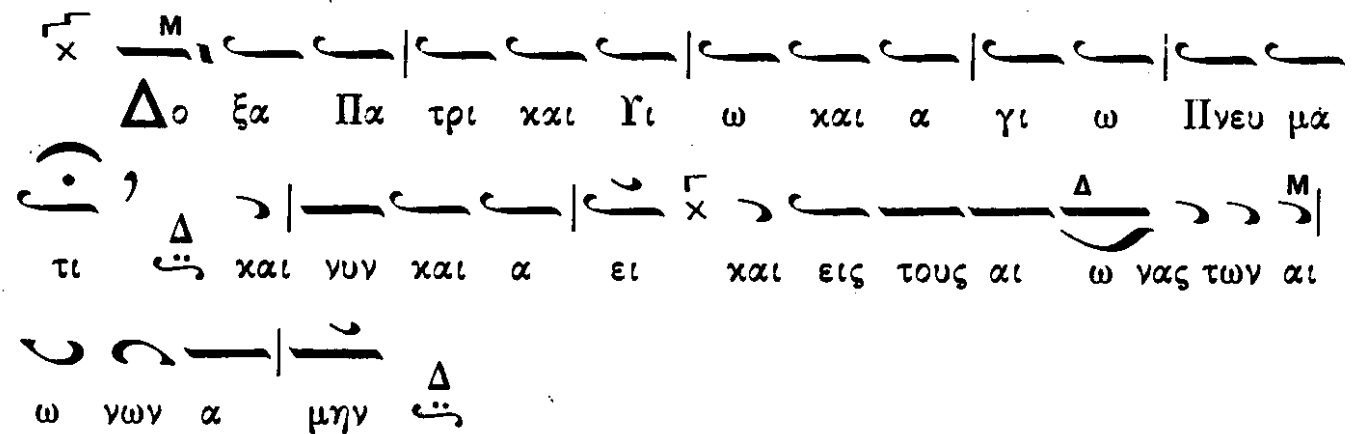 Δο ξα Πα τρι και Υι ω και α γι ω Πνευ μά
τι Δ και νυν και α ει και εις τους αι ω νας των αι
ω νων α μην Δ